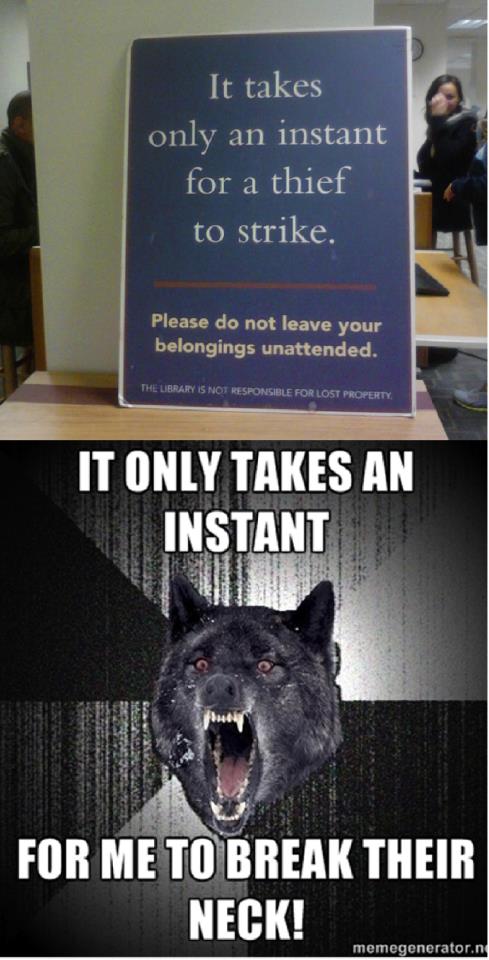 It takes
only an instant
for a thief
to strike.
Please do not leave your
belongings unattended.
THE LIBRARY IS NOT RESPONSIBLE FOR LOST PROPERTY.
IT ONLY TAKES AN
INSTANT
FOR ME TO BREAK THEIR
NECK!
memegenerator.ne